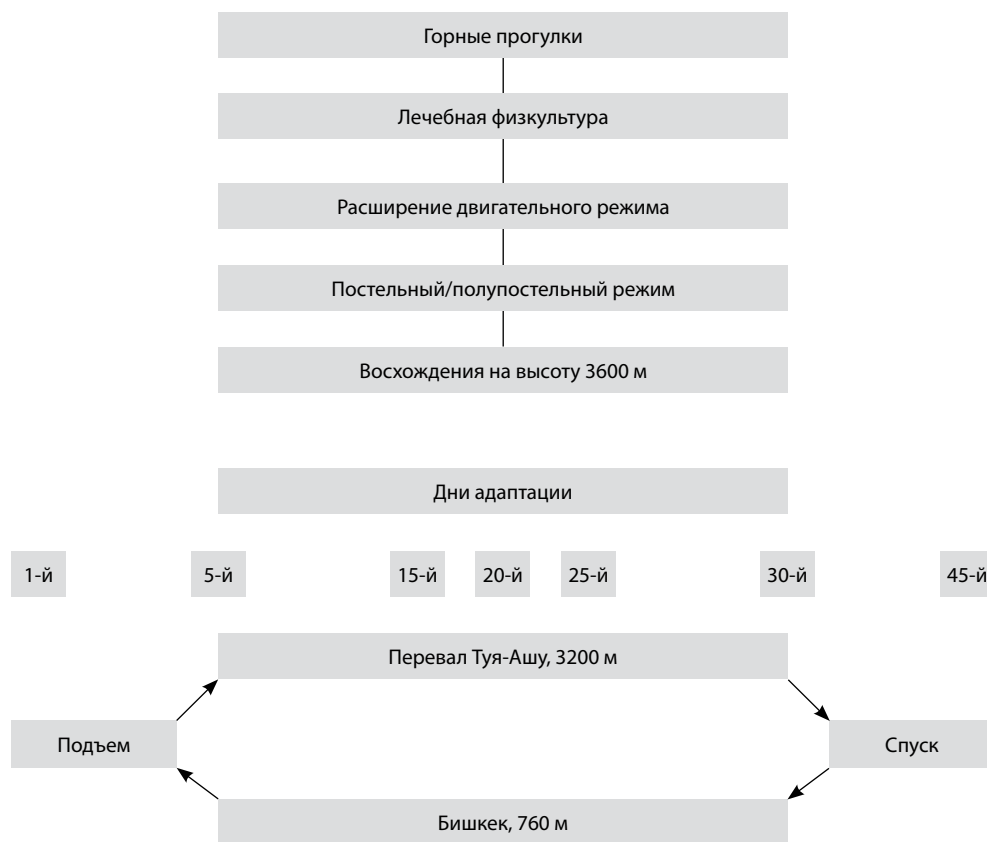 Горные прогулки
Лечебная физкультура
Расширение двигательного режима
Постельный/полупостельный режим
Восхождения на высоту 3600 м
Дни адаптации
1-й 5-й 15-й 20-й 25-й 30-й 45-й
Перевал Туя-Ашу, 3200 м
Подъем Спуск
Бишкек, 760 м